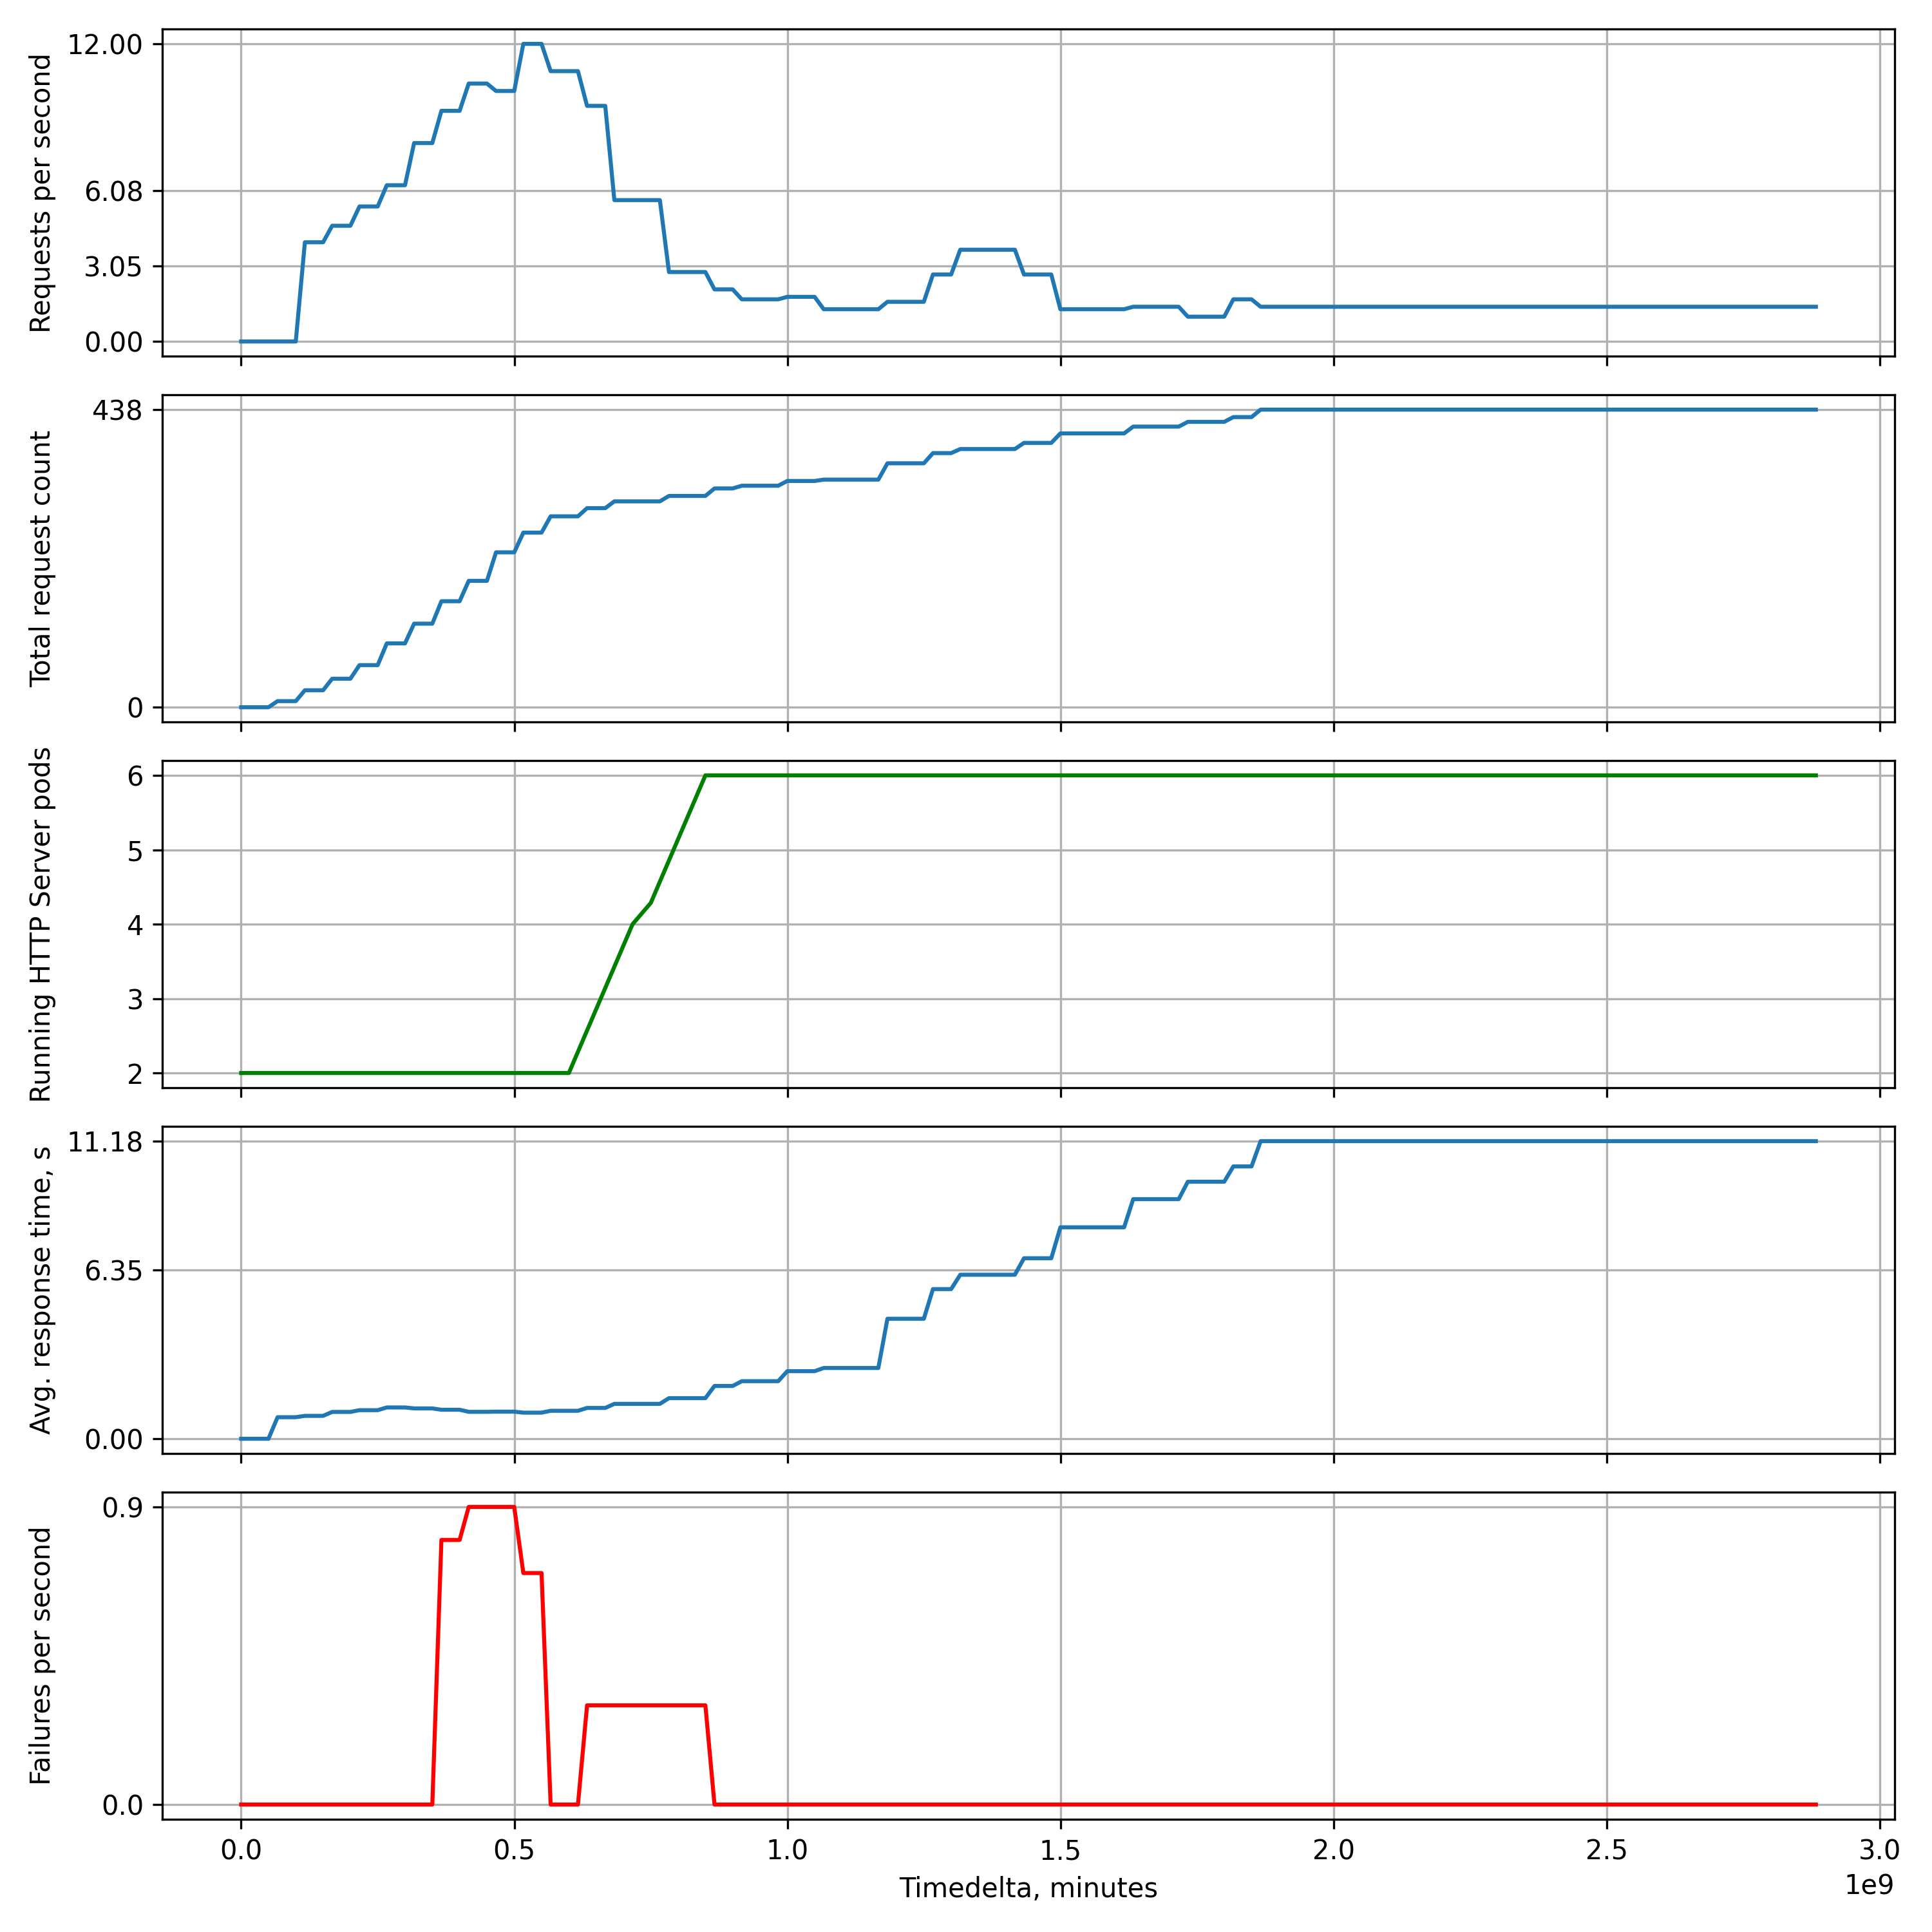 Requests per second
12.00
6.08
3.05
0.00
Total request count
438
0
Running HTTP Server pods
6
5
4
3
2
Avg. response time, s
11.18
6.35
0.00
Failures per second
0.9
0.0
0.0 0.5 1.0 1.5 2.0 2.5 3.0
1e9
Timedelta, minutes